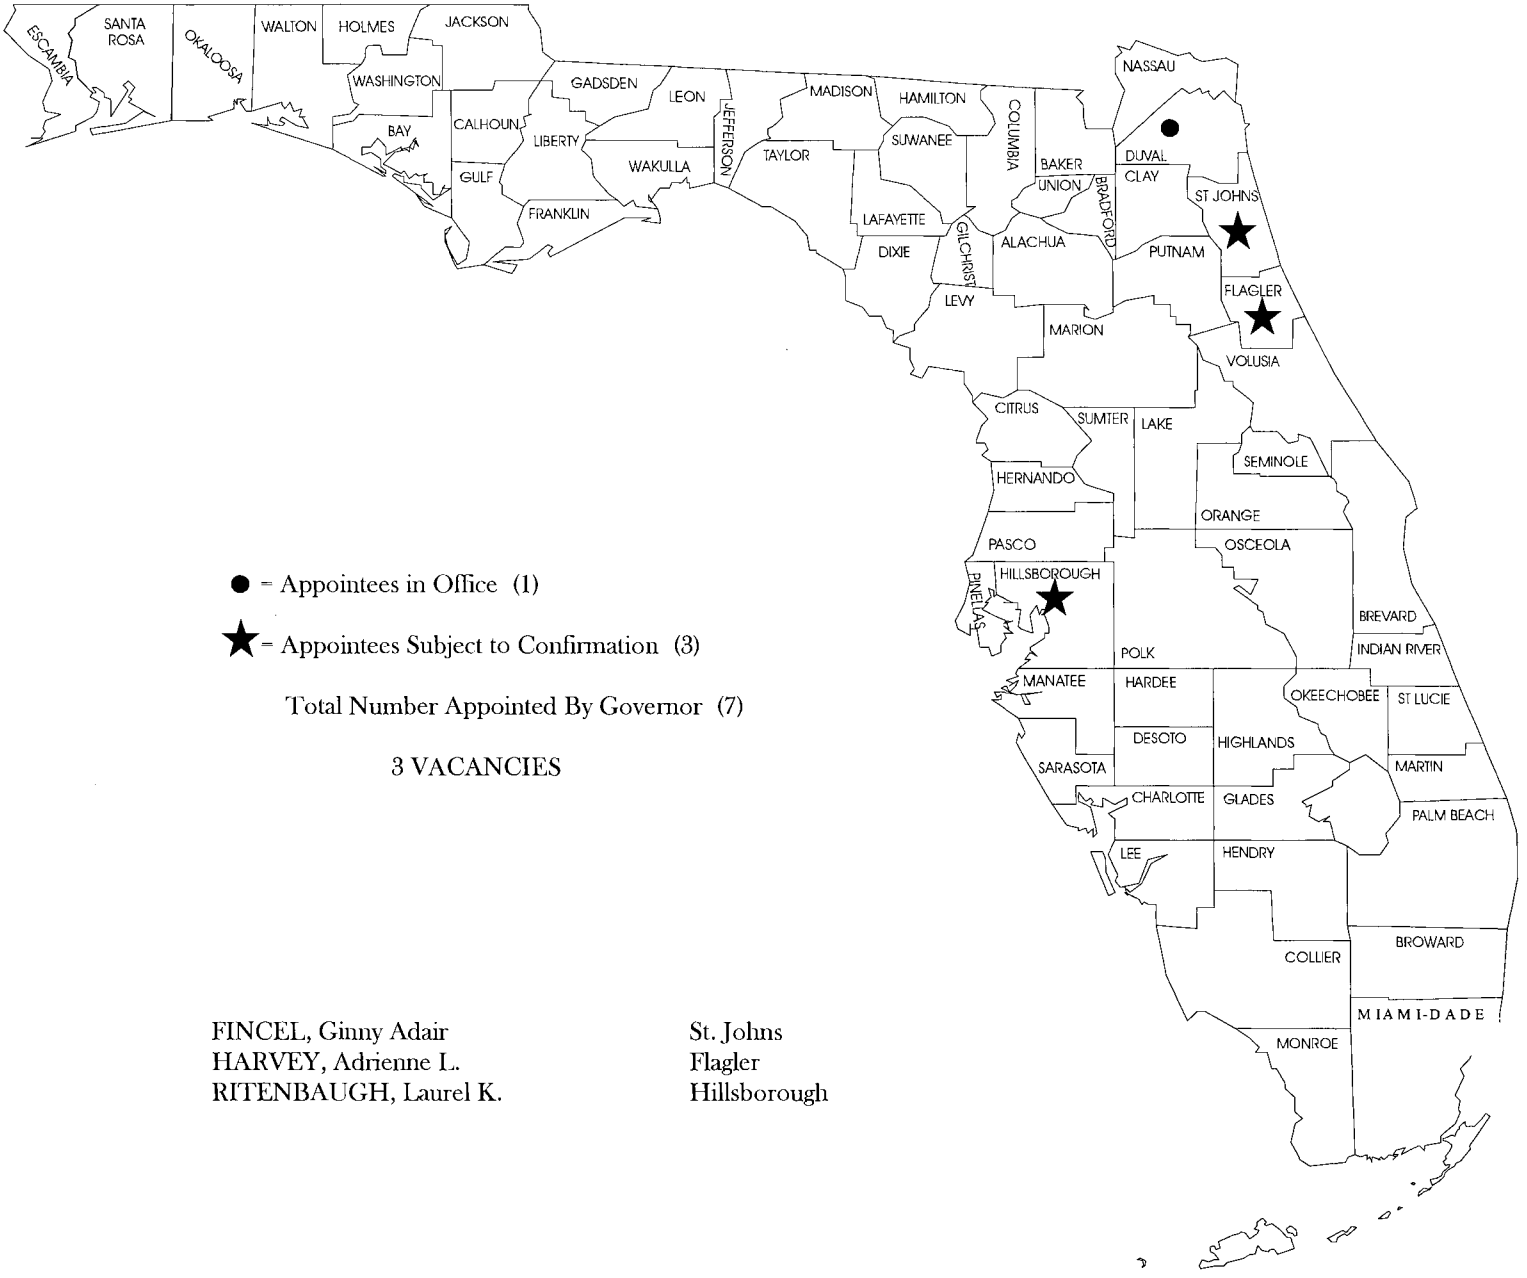 ESCAMBIA
SANTA
ROSA
OKALOOSA
WALTON
HOLMES
JACKSON
WASHINGTON
BAY
CALHOUN
GULF
LIBERTY
GADSDEN
LEON
JEFFERSON
WAKULLA
FRANKLIN
MADISON
TAYLOR
HAMILTON
SUWANEE
LAFAYETTE
DIXIE
COLUMBIA
GILCHRIST
LEVY
BAKER
UNION
BRADFORD
ALACHUA
NASSAU
DUVAL
CLAY
ST JOHNS
PUTNAM
FLAGLER
MARION
VOLUSIA
CITRUS
SUMTER
LAKE
HERNANDO
SEMINOLE
ORANGE
PASCO
OSCEOLA
PINELLAS
HILLSBOROUGH
POLK
BREVARD
INDIAN RIVER
MANATEE
HARDEE
OKEECHOBEE
ST LUCIE
DESOTO
HIGHLANDS
SARASOTA
MARTIN
CHARLOTTE
GLADES
PALM BEACH
LEE
HENDRY
BROWARD
COLLIER
MIAMI-DADE
MONROE
= Appointees in Office (1)
= Appointees Subject to Confirmation (3)
Total Number Appointed By Governor (7)
3 VACANCIES
FINCEL, Ginny Adair St. Johns
HARVEY, Adrienne L. Flagler
RITENBAUGH, Laurel K. Hillsborough